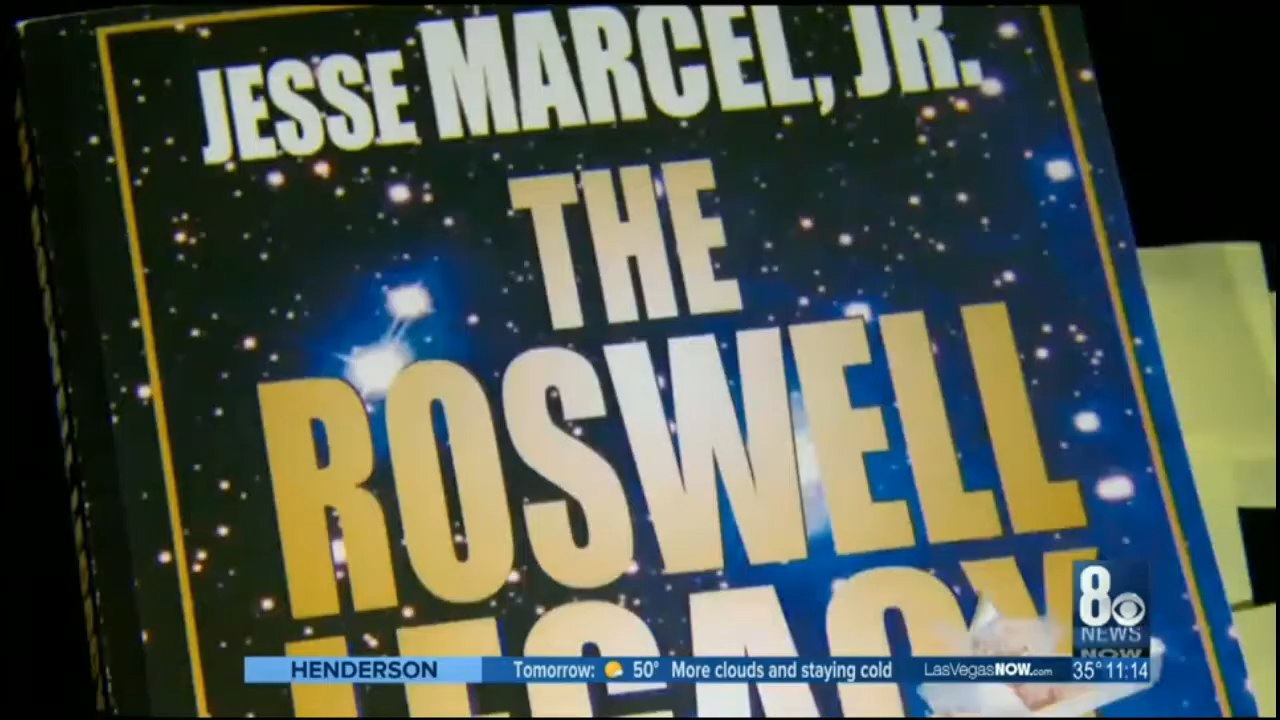 JESSE MARCEL, JR.
THE
ROSWELL
LEGACY
8
NEWS
NOW
HENDERSON Tomorrow: 50° More clouds and staying cold LasVegasNOW.com 35° 11:14